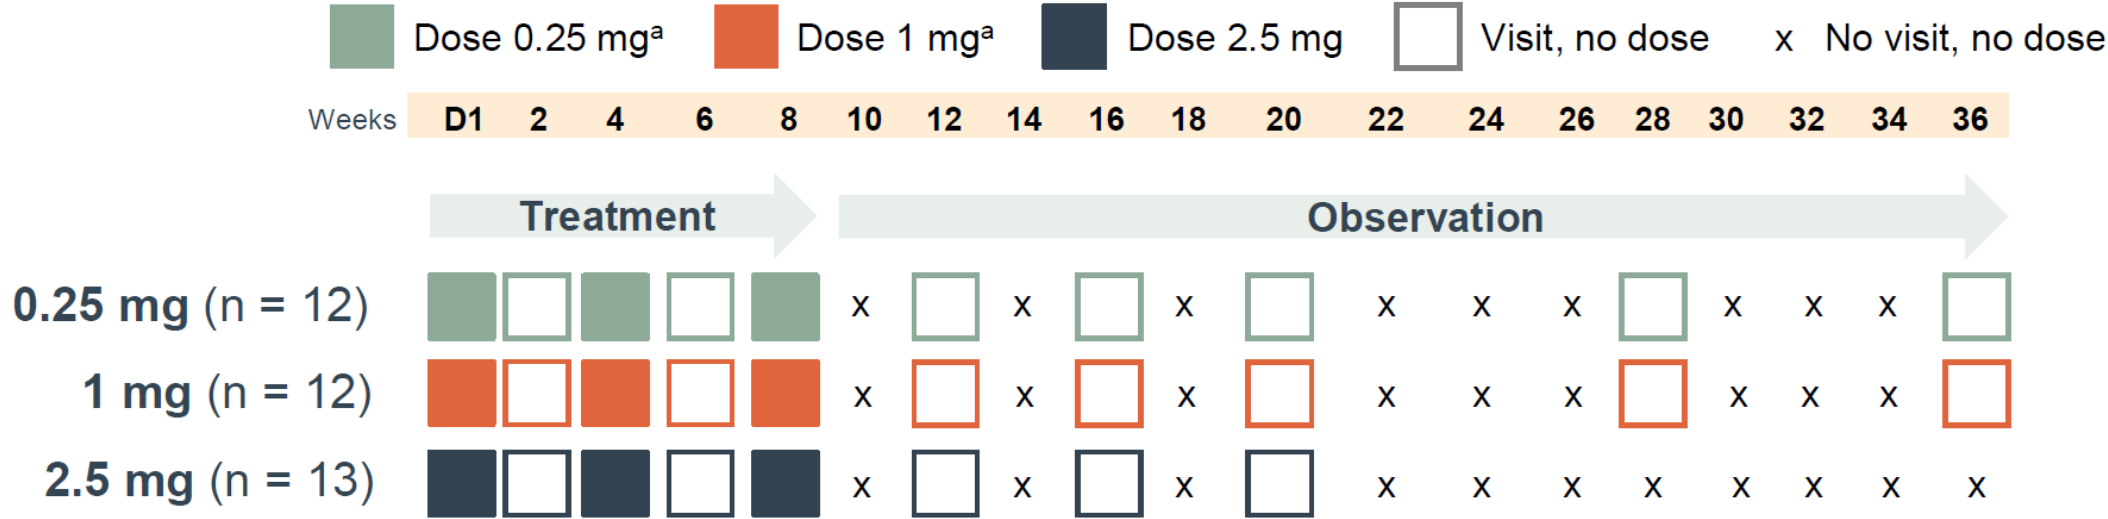 Dose 0.25 mgᵃ Dose 1 mgᵃ Dose 2.5 mg Visit, no dose x No visit, no dose
Weeks D1 2 4 6 8 10 12 14 16 18 20 22 24 26 28 30 32 34 36
Treatment Observation
0.25 mg (n = 12) x x x x x x x x x
1 mg (n = 12) x x x x x x x x x
2.5 mg (n = 13) x x x x x x x x x x x